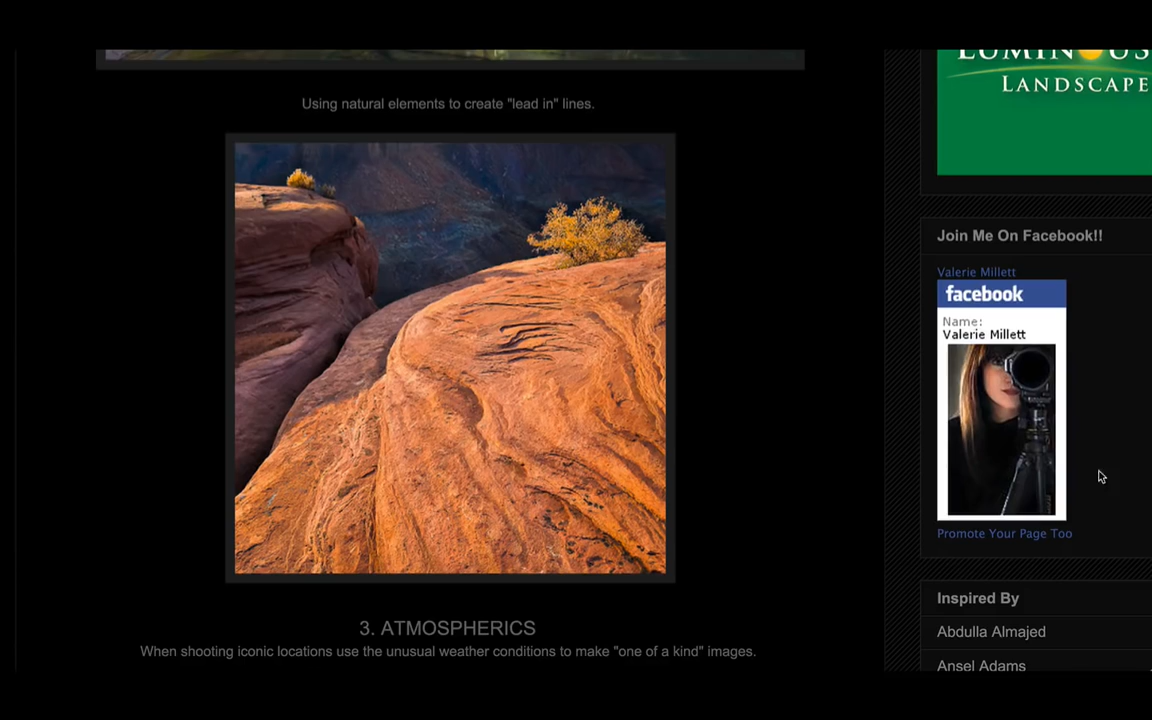 LUMINOUS
LANDSCAPE
Using natural elements to create "lead in" lines.
Join Me On Facebook!!
Valerie Millett
facebook
Name:
Valerie Millett
Promote Your Page Too
3. ATMOSPHERICS
When shooting iconic locations use the unusual weather conditions to make "one of a kind" images.
Inspired By
Abdulla Almajed
Ansel Adams